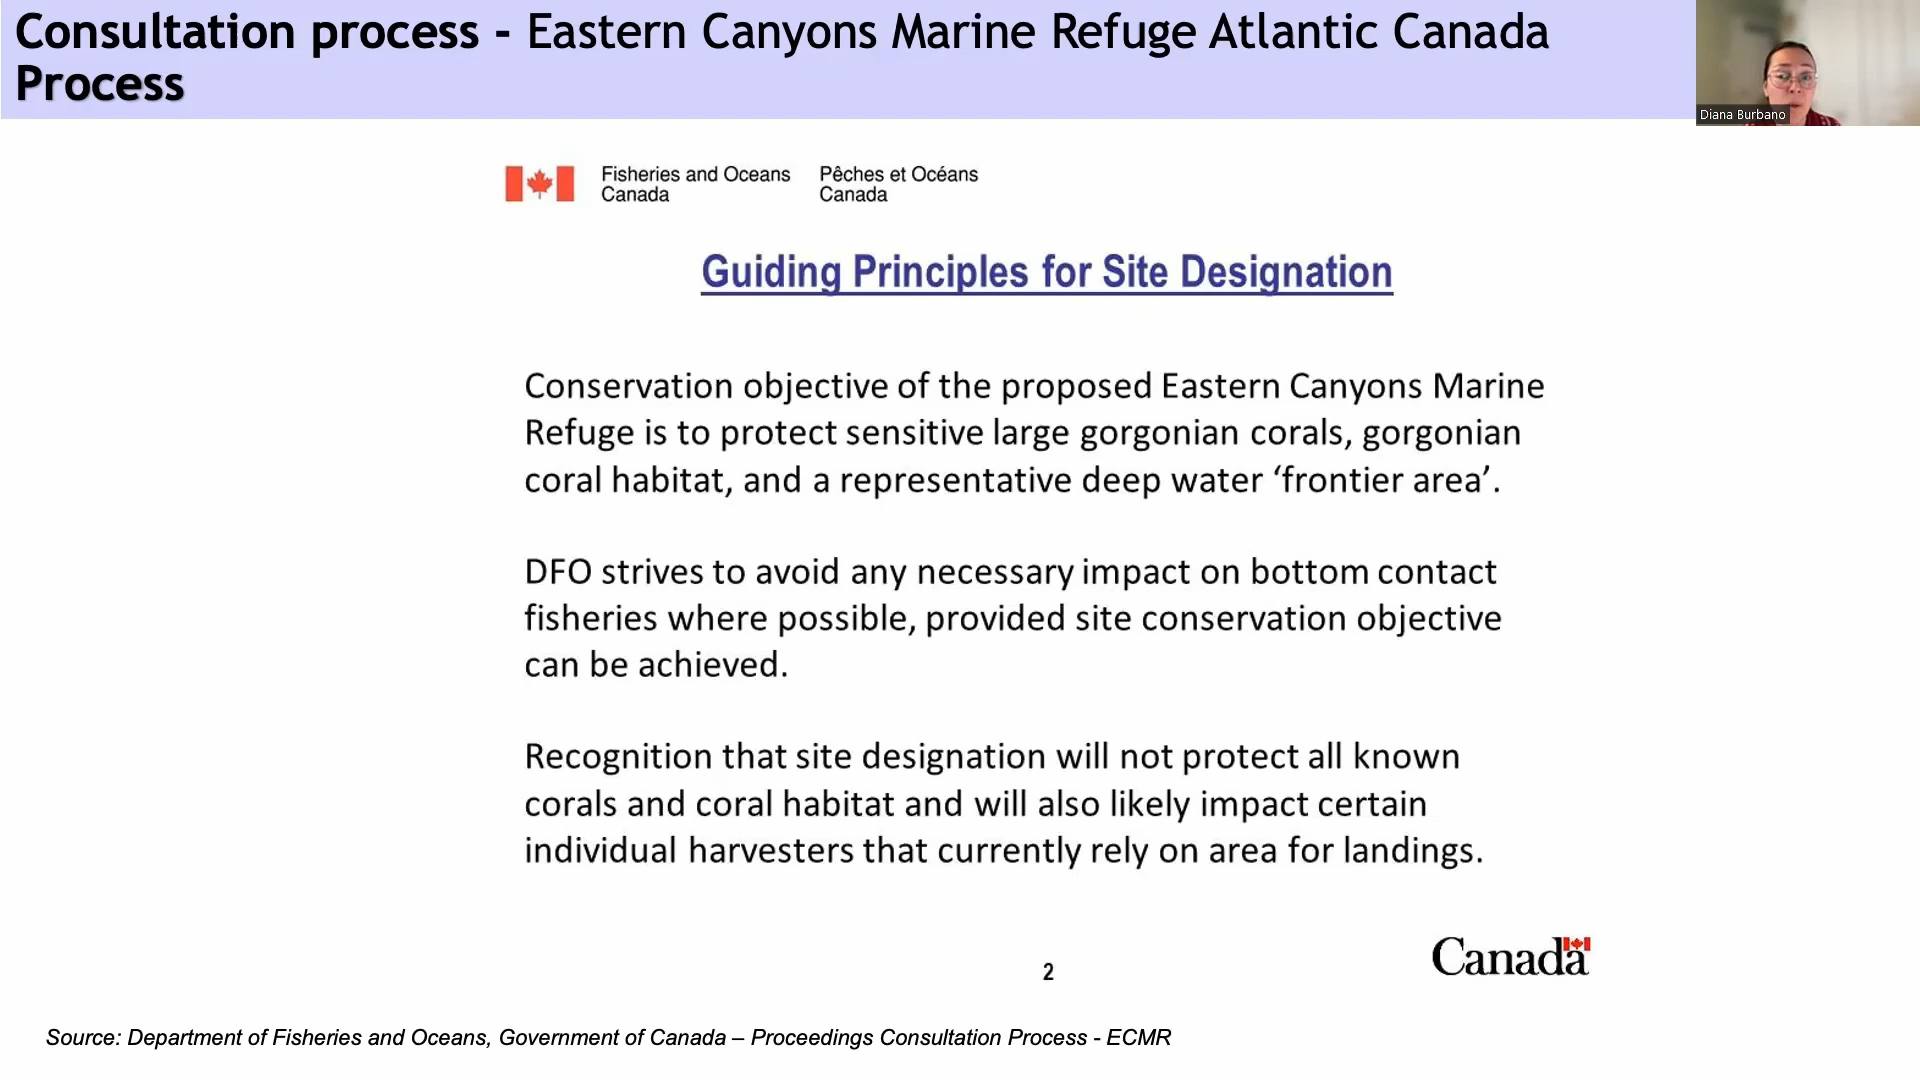 Consultation process - Eastern Canyons Marine Refuge Atlantic Canada
Process
Diana Burbano
Fisheries and Oceans
Canada
Pêches et Océans
Canada
Guiding Principles for Site Designation
Conservation objective of the proposed Eastern Canyons Marine
Refuge is to protect sensitive large gorgonian corals, gorgonian
coral habitat, and a representative deep water ‘frontier area’.
DFO strives to avoid any necessary impact on bottom contact
fisheries where possible, provided site conservation objective
can be achieved.
Recognition that site designation will not protect all known
corals and coral habitat and will also likely impact certain
individual harvesters that currently rely on area for landings.
Canada
2
Source: Department of Fisheries and Oceans, Government of Canada – Proceedings Consultation Process - ECMR